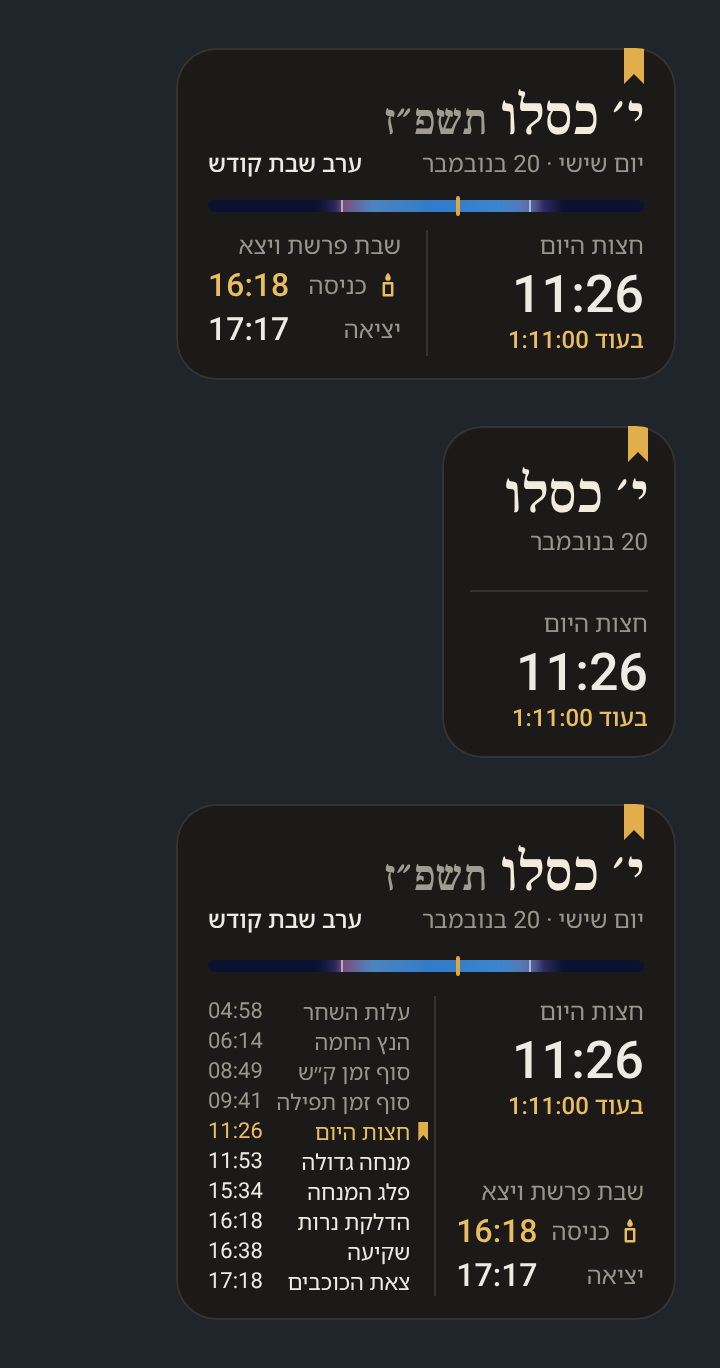 י׳ כסלו תשפ״ז
יום שישי · 20 בנובמבר ערב שבת קודש
חצות היום
11:26
בעוד 1:11:00
שבת פרשת ויצא
כניסה 16:18
יציאה 17:17
י׳ כסלו
20 בנובמבר
חצות היום
11:26
בעוד 1:11:00
י׳ כסלו תשפ״ז
יום שישי · 20 בנובמבר ערב שבת קודש
חצות היום
11:26
בעוד 1:11:00
שבת פרשת ויצא
כניסה 16:18
יציאה 17:17
עלות השחר 04:58
הנץ החמה 06:14
סוף זמן ק״ש 08:49
סוף זמן תפילה 09:41
חצות היום 11:26
מנחה גדולה 11:53
פלג המנחה 15:34
הדלקת נרות 16:18
שקיעה 16:38
צאת הכוכבים 17:18